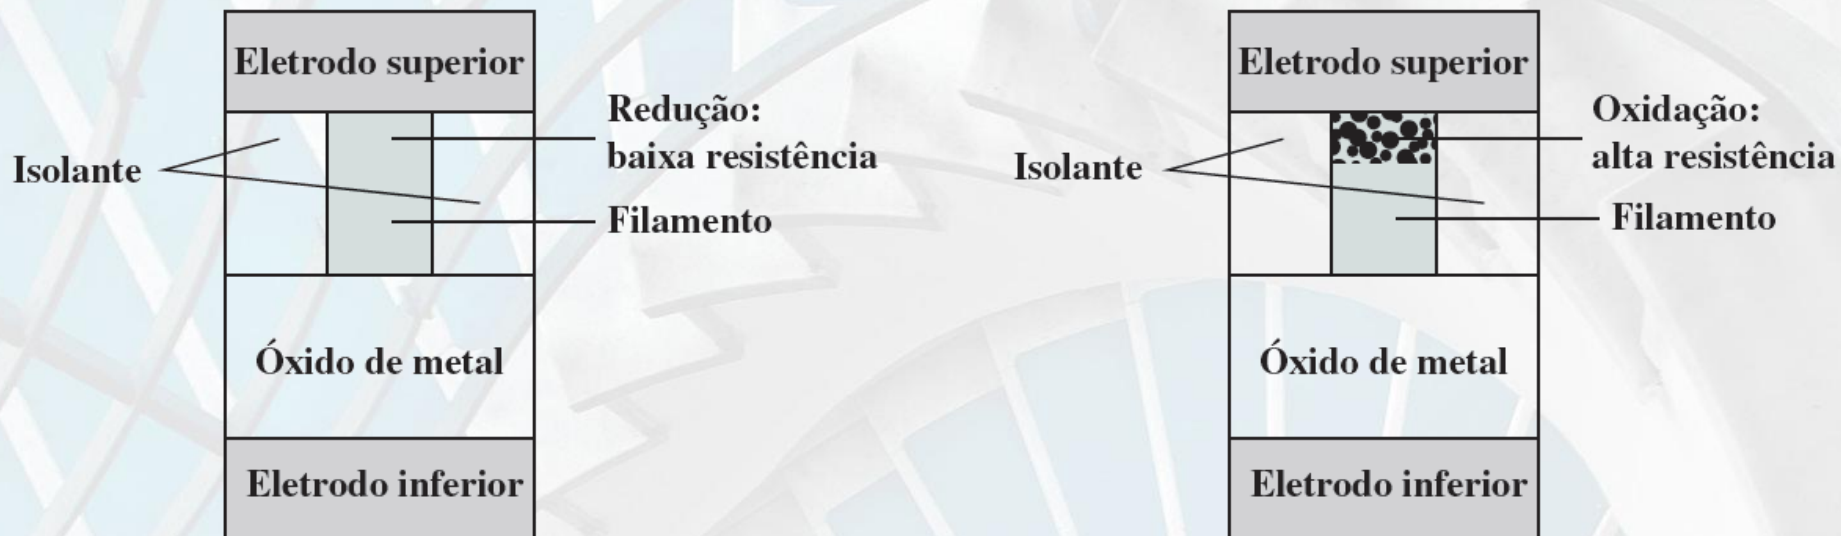 Eletrodo superior
Isolante
Redução:
baixa resistência
Filamento
Óxido de metal
Eletrodo inferior
Eletrodo superior
Isolante
Oxidação:
alta resistência
Filamento
Óxido de metal
Eletrodo inferior